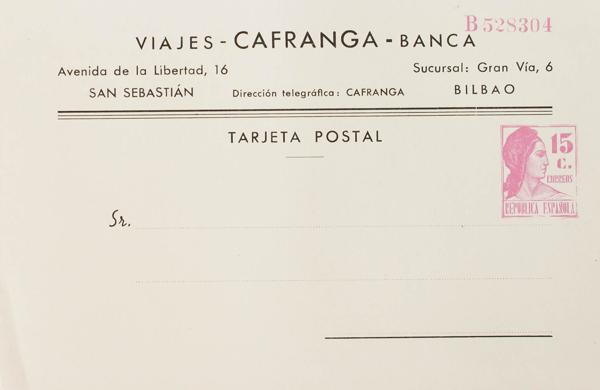 B528304
VIAJES - CAFRANGA - BANCA
Avenida de la Libertad, 16 Sucursal: Gran Vía, 6
SAN SEBASTIÁN Dirección telegráfica: CAFRANGA BILBAO
TARJETA POSTAL
15
C.
CORREOS
REPUBLICA ESPAÑOLA
Sr.